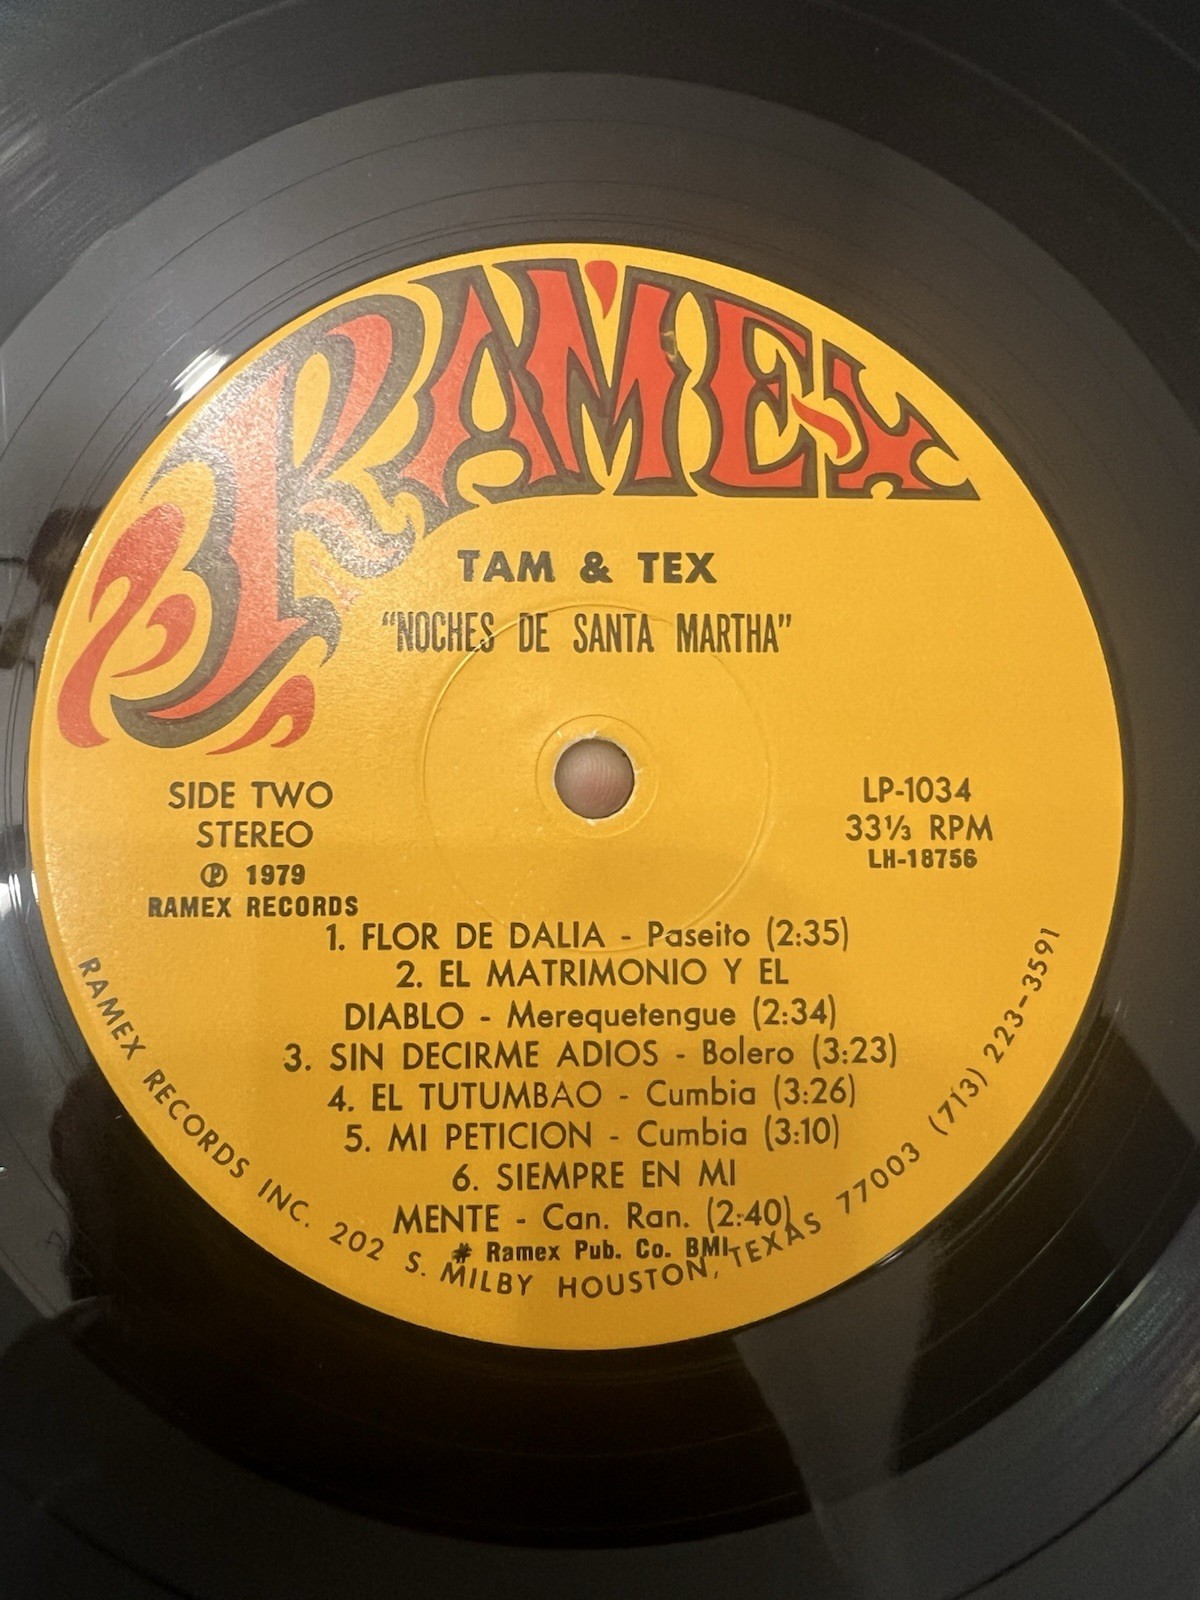 RAMEX
TAM & TEX
"NOCHES DE SANTA MARTHA"
SIDE TWO
STEREO
℗ 1979
RAMEX RECORDS
LP-1034
33⅓ RPM
LH-18756
1. FLOR DE DALIA - Paseito (2:35)
2. EL MATRIMONIO Y EL
DIABLO - Merequetengue (2:34)
3. SIN DECIRME ADIOS - Bolero (3:23)
4. EL TUTUMBAO - Cumbia (3:26)
5. MI PETICION - Cumbia (3:10)
6. SIEMPRE EN MI
MENTE - Can. Ran. (2:40)
# Ramex Pub. Co. BMI
RAMEX RECORDS INC. 202 S. MILBY HOUSTON, TEXAS 77003 (713) 223-3591